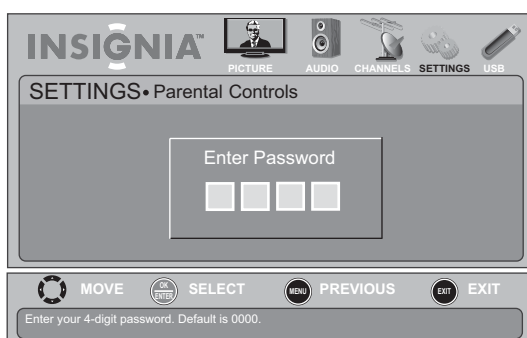 INSIGNIA™
PICTURE AUDIO CHANNELS SETTINGS USB
SETTINGS• Parental Controls
Enter Password
MOVE OK ENTER SELECT MENU PREVIOUS EXIT EXIT
Enter your 4-digit password. Default is 0000.